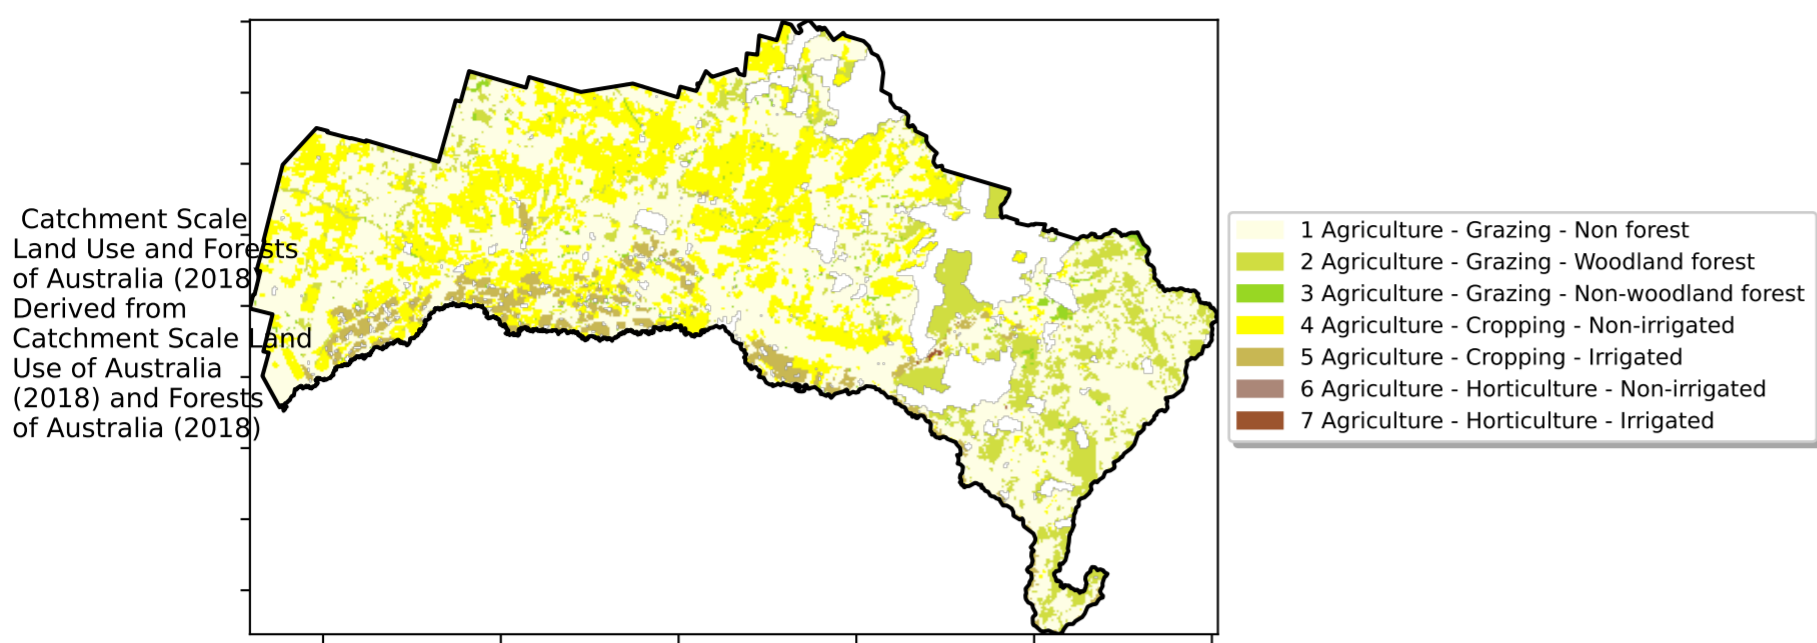 Catchment Scale
Land Use and Forests
of Australia (2018)
Derived from
Catchment Scale Land
Use of Australia
(2018) and Forests
of Australia (2018)
1 Agriculture - Grazing - Non forest
2 Agriculture - Grazing - Woodland forest
3 Agriculture - Grazing - Non-woodland forest
4 Agriculture - Cropping - Non-irrigated
5 Agriculture - Cropping - Irrigated
6 Agriculture - Horticulture - Non-irrigated
7 Agriculture - Horticulture - Irrigated